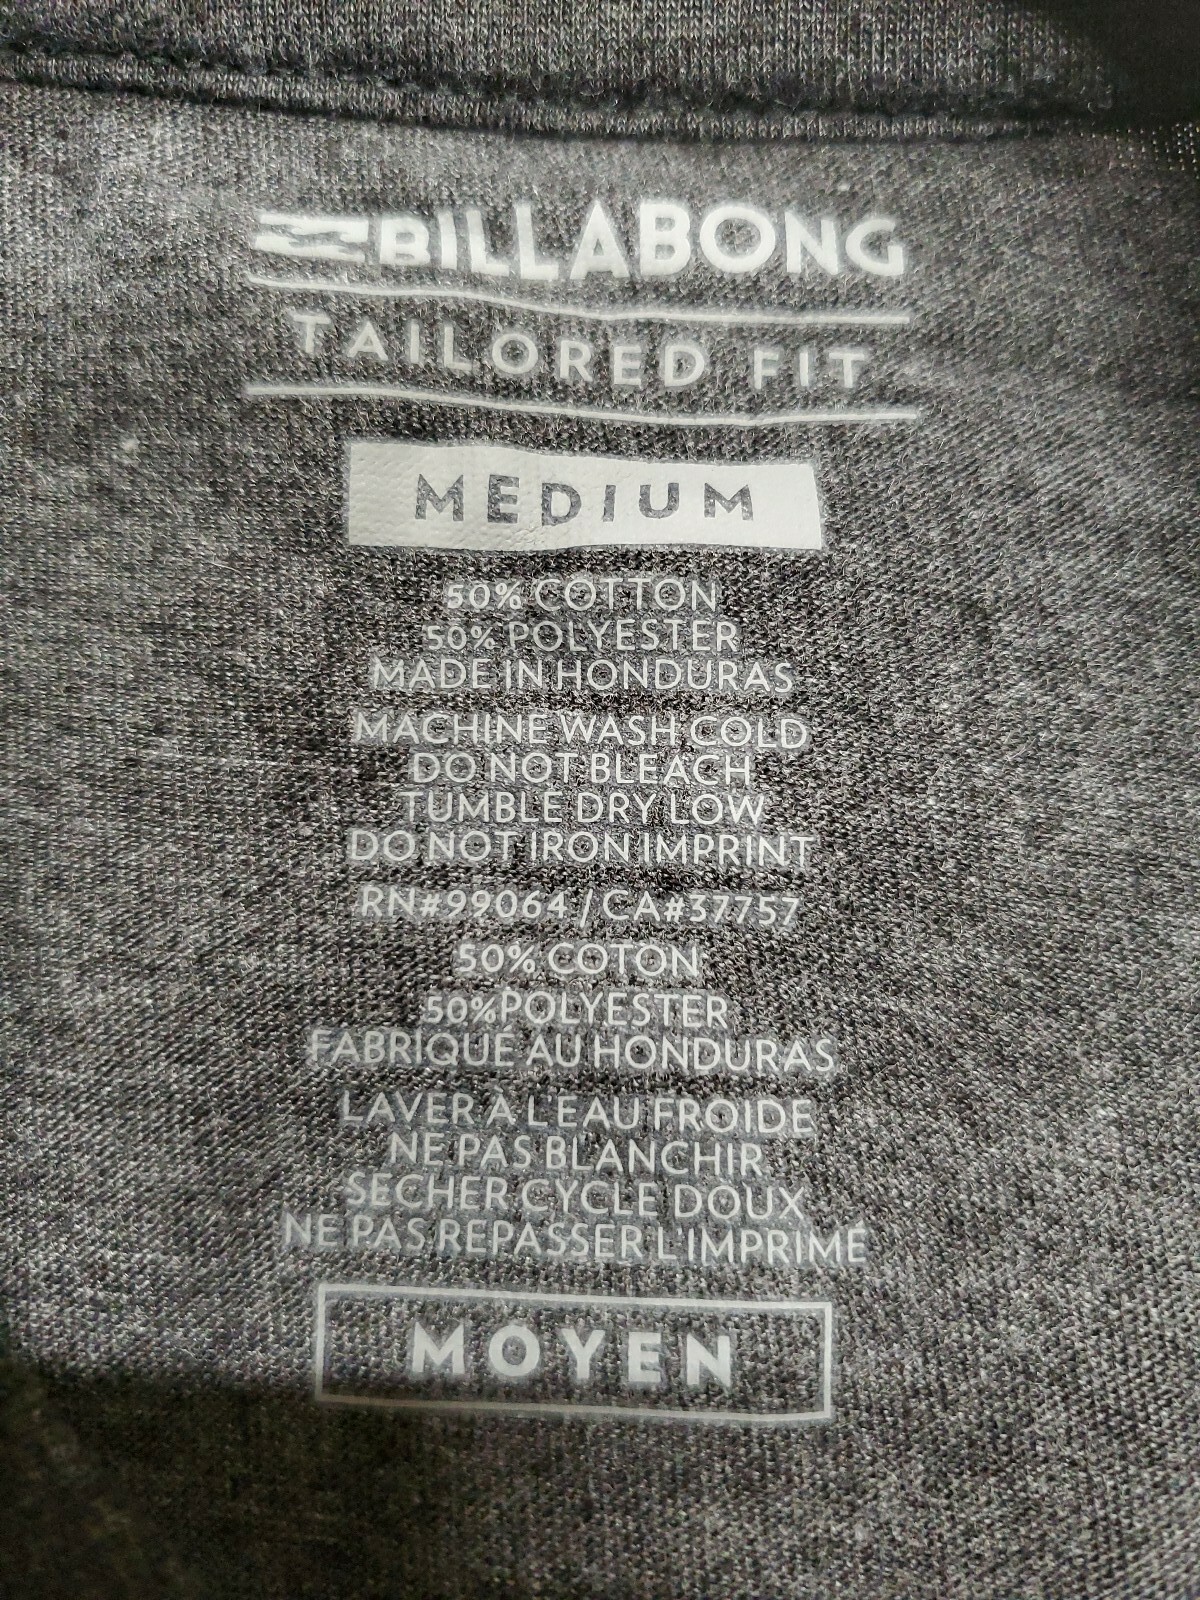 BILLABONG
TAILORED FIT
MEDIUM
50% COTTON
50% POLYESTER
MADE IN HONDURAS
MACHINE WASH COLD
DO NOT BLEACH
TUMBLE DRY LOW
DO NOT IRON IMPRINT
RN#99064 / CA#37757
50% COTON
50%POLYESTER
FABRIQUÉ AU HONDURAS
LAVER À L'EAU FROIDE
NE PAS BLANCHIR
SECHER CYCLE DOUX
NE PAS REPASSER L'IMPRIMÉ
MOYEN